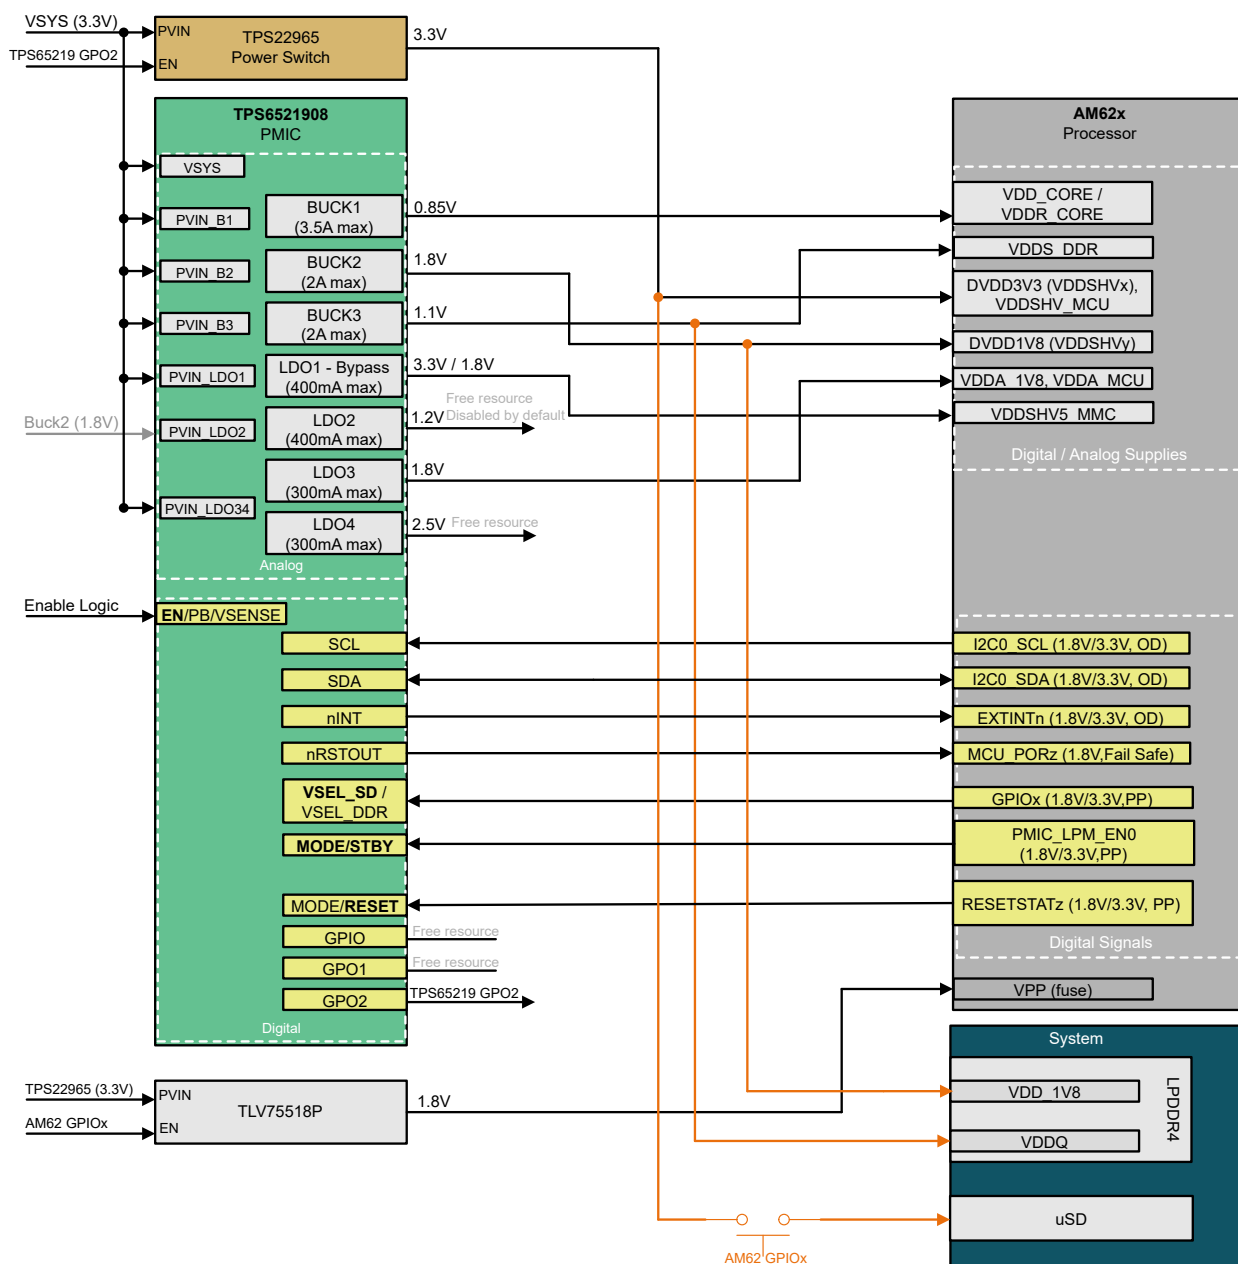 VSYS (3.3V)
TPS65219 GPO2
PVIN
EN
TPS22965
Power Switch
3.3V
TPS6521908
PMIC
VSYS
PVIN_B1
PVIN_B2
PVIN_B3
PVIN_LDO1
Buck2 (1.8V)
PVIN_LDO2
PVIN_LDO34
BUCK1
(3.5A max)
0.85V
BUCK2
(2A max)
1.8V
BUCK3
(2A max)
1.1V
LDO1 - Bypass
(400mA max)
3.3V / 1.8V
LDO2
(400mA max)
1.2V
Free resource
Disabled by default
LDO3
(300mA max)
1.8V
LDO4
(300mA max)
2.5V
Free resource
Analog
Enable Logic
EN/PB/VSENSE
SCL
SDA
nINT
nRSTOUT
VSEL_SD /
VSEL_DDR
MODE/STBY
MODE/RESET
GPIO
Free resource
GPO1
Free resource
GPO2
TPS65219 GPO2
Digital
AM62x
Processor
VDD_CORE /
VDDR_CORE
VDDS_DDR
DVDD3V3 (VDDSHVx),
VDDSHV_MCU
DVDD1V8 (VDDSHVy)
VDDA_1V8, VDDA_MCU
VDDSHV5_MMC
Digital / Analog Supplies
I2C0_SCL (1.8V/3.3V, OD)
I2C0_SDA (1.8V/3.3V, OD)
EXTINTn (1.8V/3.3V, OD)
MCU_PORz (1.8V,Fail Safe)
GPIOx (1.8V/3.3V,PP)
PMIC_LPM_EN0
(1.8V/3.3V,PP)
RESETSTATz (1.8V/3.3V, PP)
Digital Signals
VPP (fuse)
TPS22965 (3.3V)
AM62 GPIOx
PVIN
EN
TLV75518P
1.8V
System
VDD_1V8
VDDQ
LPDDR4
uSD
AM62 GPIOx